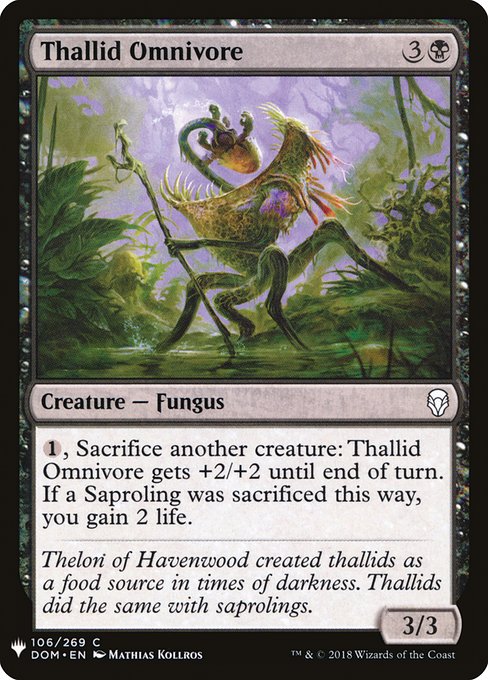 Thallid Omnivore 3
Creature — Fungus
1, Sacrifice another creature: Thallid
Omnivore gets +2/+2 until end of turn.
If a Saproling was sacrificed this way,
you gain 2 life.
Thelon of Havenwood created thallids as
a food source in times of darkness. Thallids
did the same with saprolings.
3/3
106/269 C
DOM • EN Mathias Kollros
™ & © 2018 Wizards of the Coast